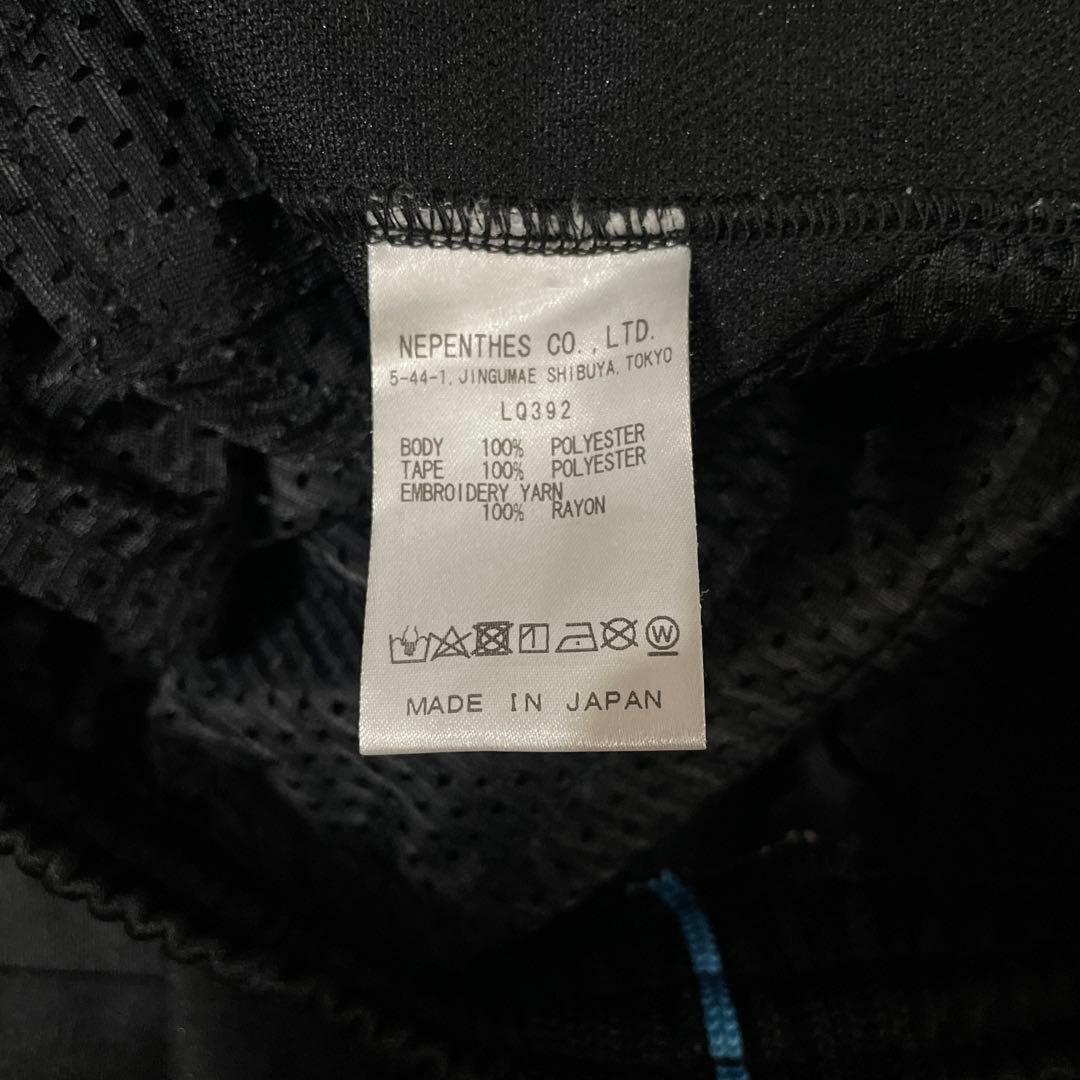 NEPENTHES CO.,LTD.
5-44-1, JINGUMAE SHIBUYA, TOKYO
LQ392
BODY 100% POLYESTER
TAPE 100% POLYESTER
EMBROIDERY YARN
100% RAYON
W
MADE IN JAPAN